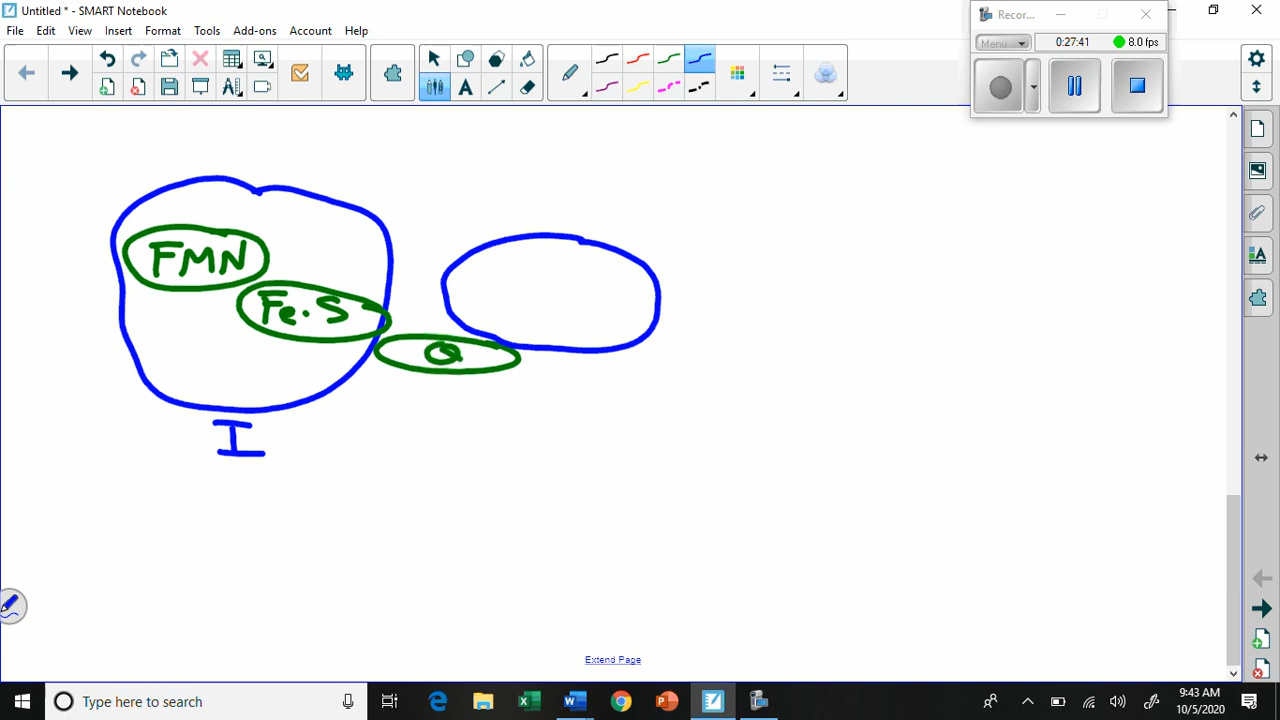 Untitled * - SMART Notebook
File Edit View Insert Format Tools Add-ons Account Help
Recor...
Menu
0:27:41
8.0 fps
FMN
Fe.S
Q
I
Extend Page
Type here to search
9:43 AM
10/5/2020